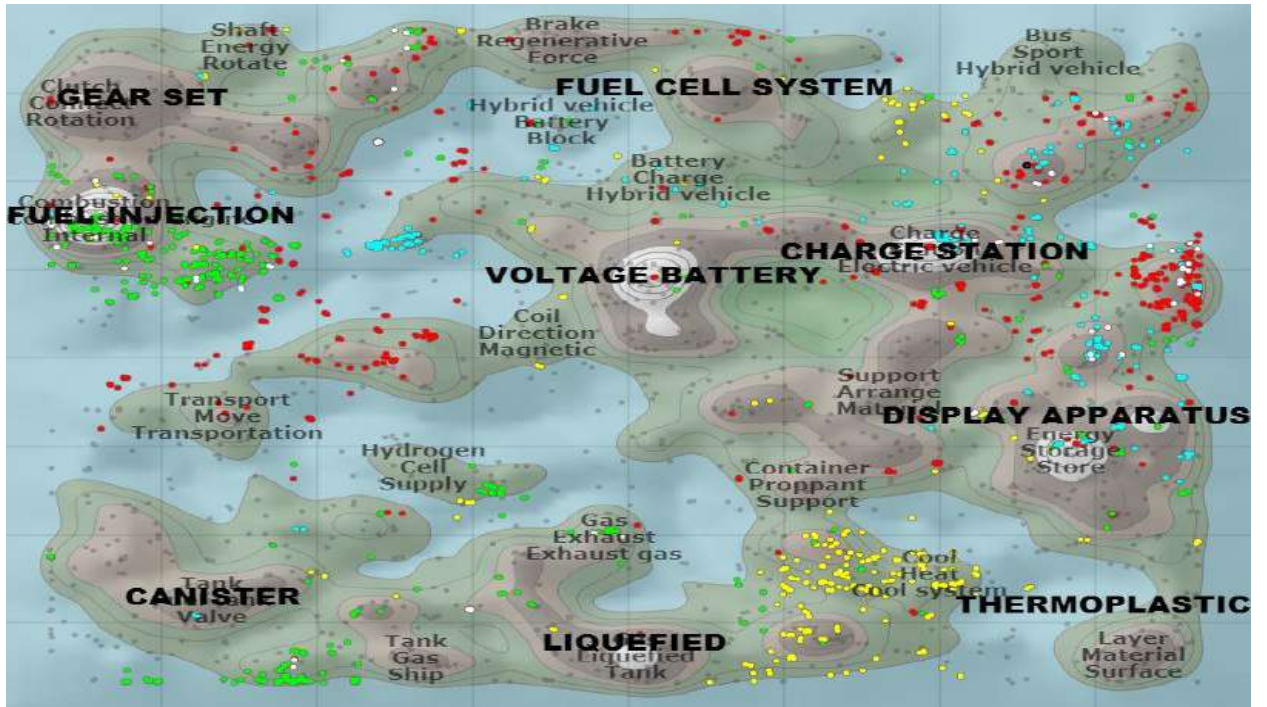 Shaft
Energy
Rotate
Brake
Regenerative
Force
Bus
Sport
Hybrid vehicle
Clutch
Rotation
GEAR SET
FUEL CELL SYSTEM
Hybrid vehicle
Battery
Block
Battery
Charge
Hybrid vehicle
Combustion
FUEL INJECTION
Internal
Charge
CHARGE STATION
Electric vehicle
VOLTAGE BATTERY
Coil
Direction
Magnetic
Support
Arrange
Transport
Move
Transportation
DISPLAY APPARATUS
Energy
Storage
Store
Hydrogen
Cell
Supply
Container
Proppant
Support
Gas
Exhaust
Exhaust gas
Cool
Heat
Cool system
Tank
CANISTER
Valve
THERMOPLASTIC
Tank
Gas
Ship
LIQUEFIED
Liquefied
Tank
Layer
Material
Surface